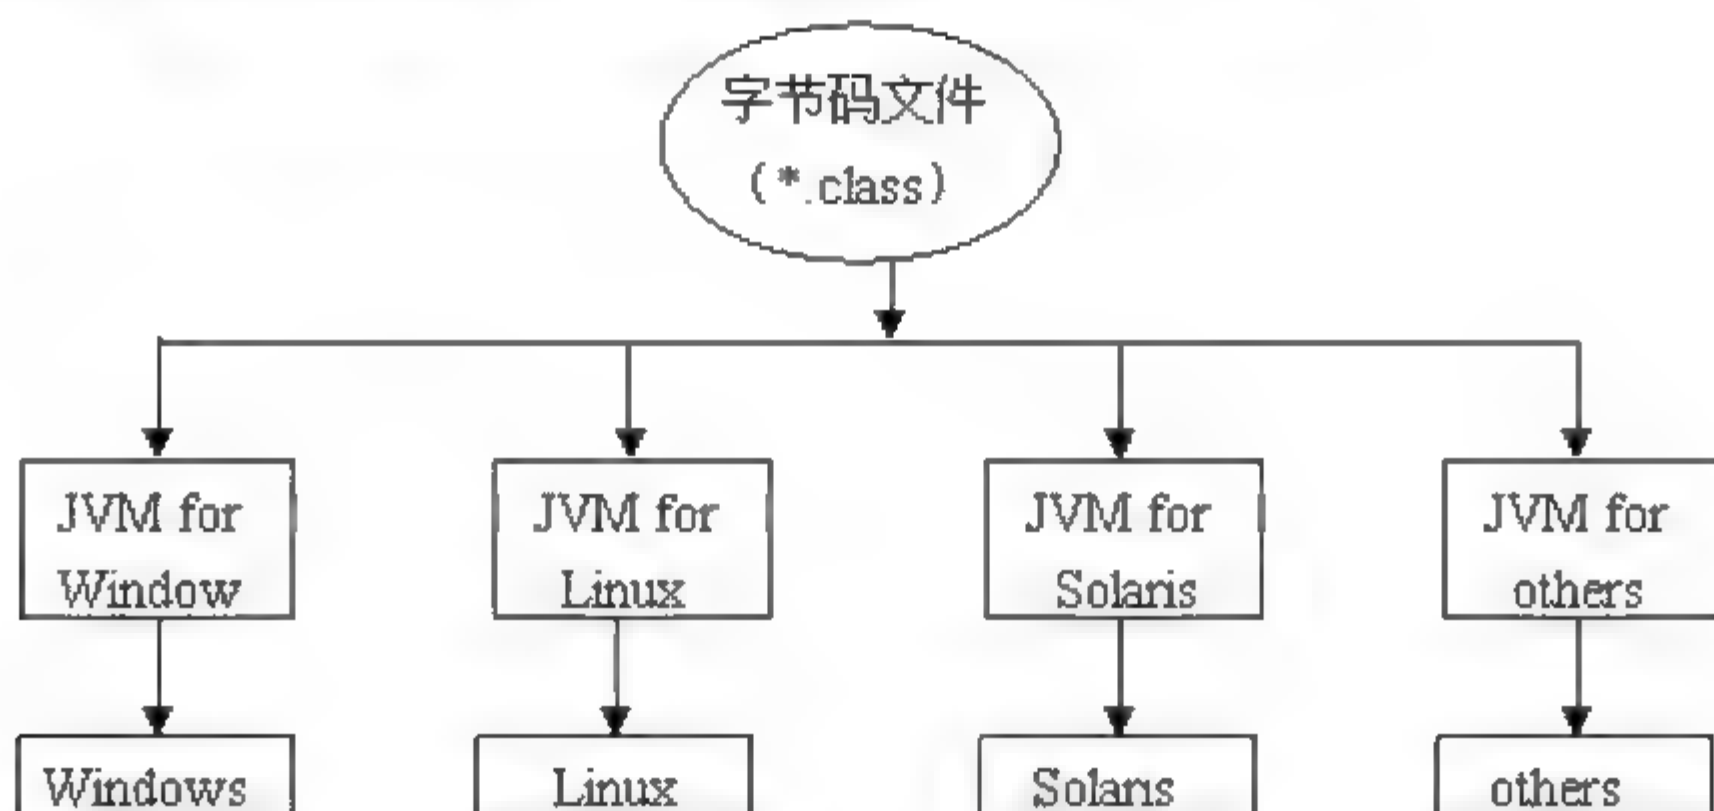 字节码文件
(*.class)
JVM for
Window
JVM for
Linux
JVM for
Solaris
JVM for
others
Windows
Linux
Solaris
others